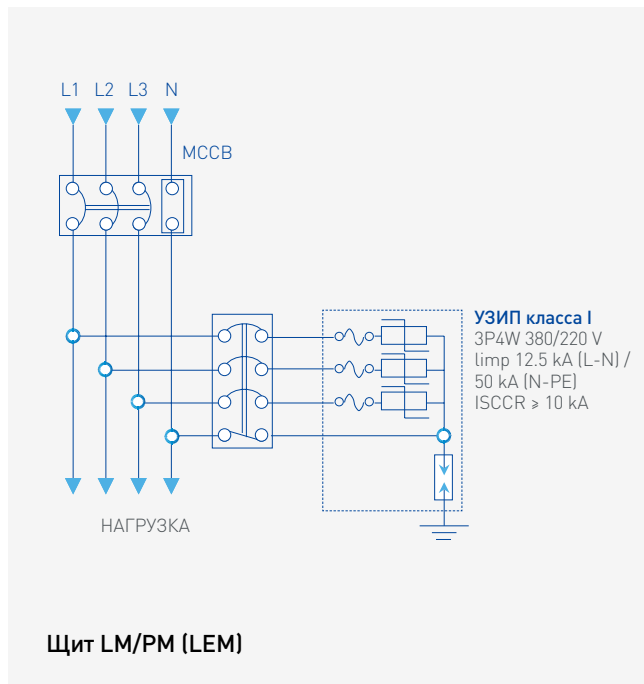 L1 L2 L3 N
MCCB
УЗИП класса I
3P4W 380/220 V
limp 12.5 kA (L-N) /
50 kA (N-PE)
ISCCR ≥ 10 kA
НАГРУЗКА
Щит LM/PM (LEM)